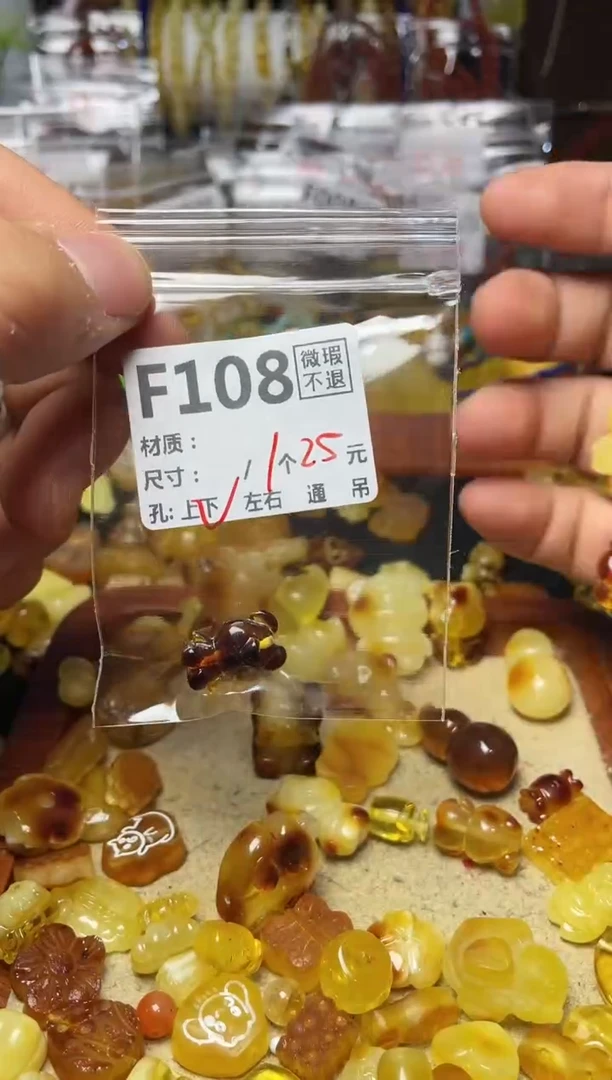 F108 微瑕
不退
材质：
尺寸： / 1个25元
孔: 上下✓ 左右 通 吊